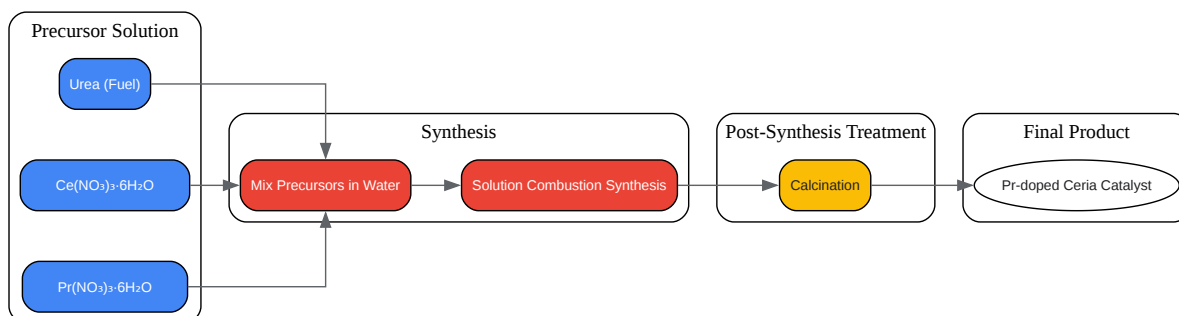 Precursor Solution
Urea (Fuel)
Ce(NO₃)₃·6H₂O
Pr(NO₃)₃·6H₂O
Synthesis
Mix Precursors in Water
Solution Combustion Synthesis
Post-Synthesis Treatment
Calcination
Final Product
Pr-doped Ceria Catalyst